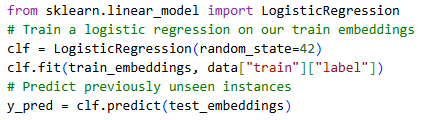 from sklearn.linear_model import LogisticRegression
# Train a logistic regression on our train embeddings
clf = LogisticRegression(random_state=42)
clf.fit(train_embeddings, data["train"]["label"])
# Predict previously unseen instances
y_pred = clf.predict(test_embeddings)